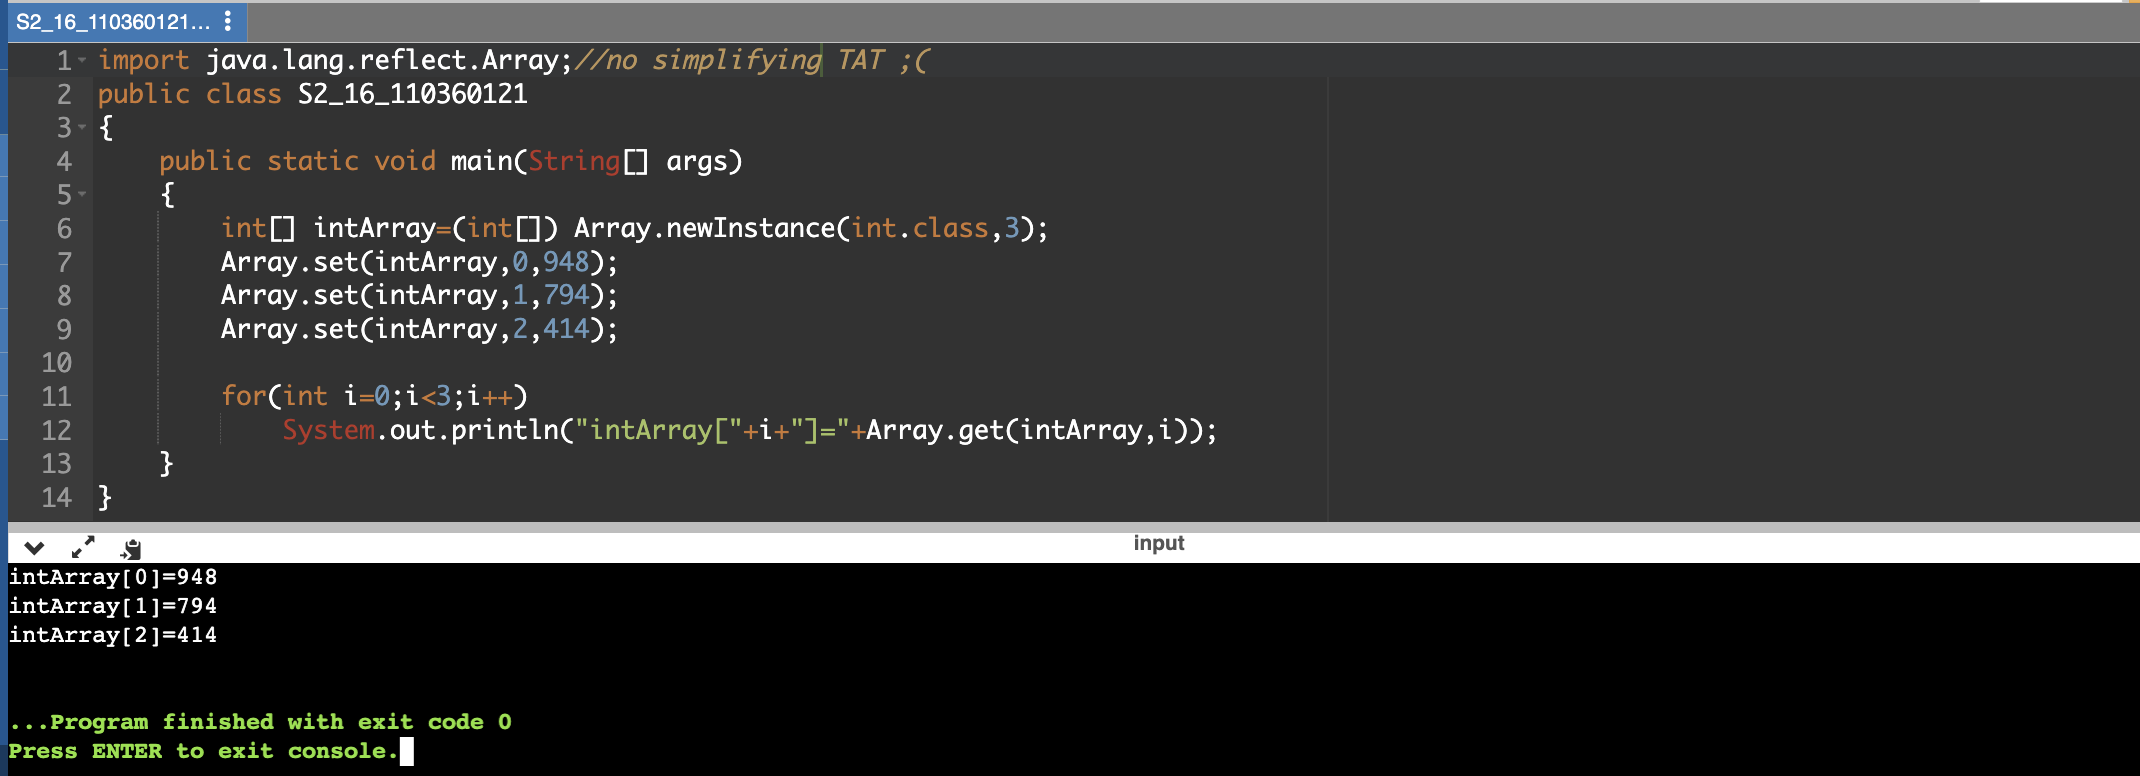 S2_16_110360121...
1 import java.lang.reflect.Array;//no simplifying TAT ;(
2 public class S2_16_110360121
3 {
4     public static void main(String[] args)
5     {
6         int[] intArray=(int[]) Array.newInstance(int.class,3);
7         Array.set(intArray,0,948);
8         Array.set(intArray,1,794);
9         Array.set(intArray,2,414);
10
11         for(int i=0;i<3;i++)
12             System.out.println("intArray["+i+"]="+Array.get(intArray,i));
13     }
14 }
input
intArray[0]=948
intArray[1]=794
intArray[2]=414
...Program finished with exit code 0
Press ENTER to exit console.